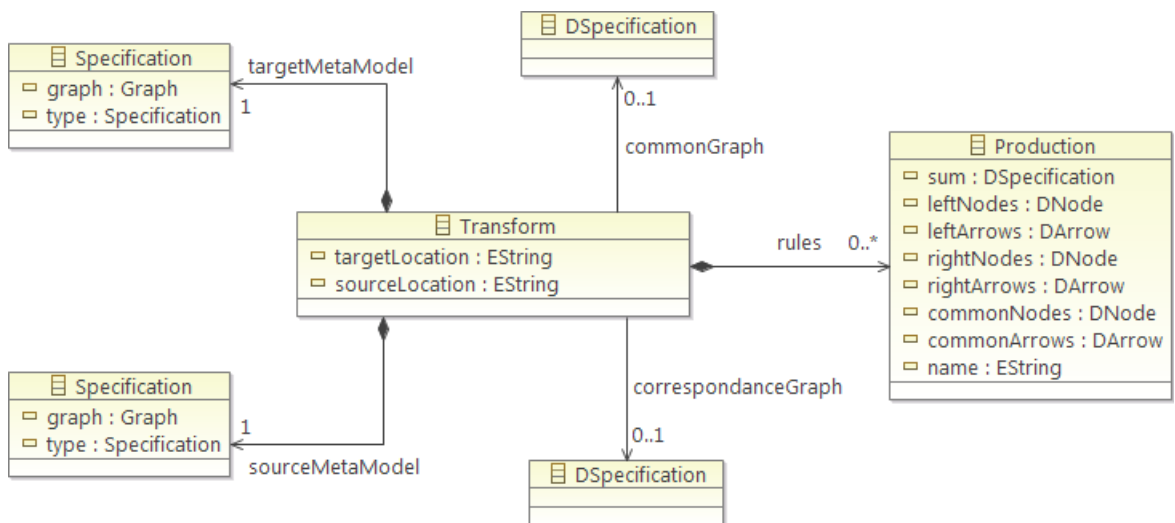 DSpecification
Specification
graph : Graph
type : Specification
targetMetaModel
1
0..1
commonGraph
Production
sum : DSpecification
leftNodes : DNode
leftArrows : DArrow
rightNodes : DNode
rightArrows : DArrow
commonNodes : DNode
commonArrows : DArrow
name : EString
Transform
targetLocation : EString
sourceLocation : EString
rules 0..*
Specification
graph : Graph
type : Specification
1
sourceMetaModel
correspondanceGraph
0..1
DSpecification